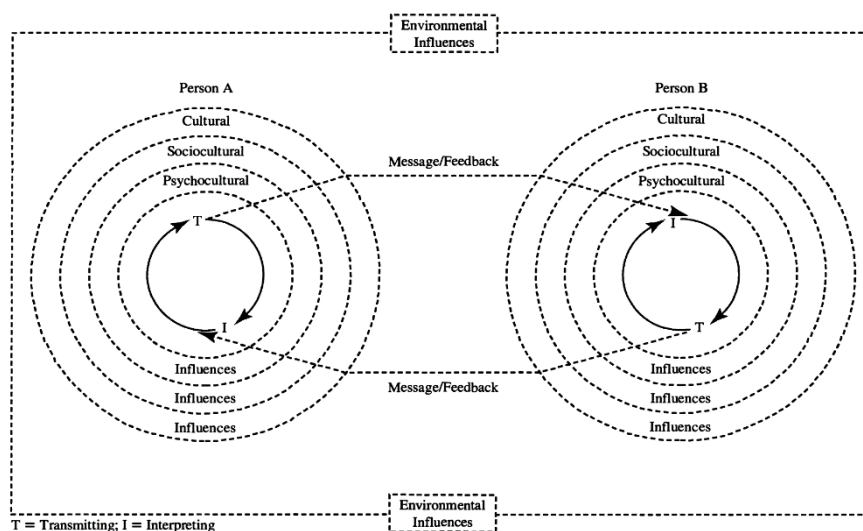 Environmental
Influences
Person A
Person B
Cultural
Cultural
Sociocultural
Sociocultural
Message/Feedback
Psychocultural
Psychocultural
T
I
I
T
Influences
Influences
Message/Feedback
Influences
Influences
Influences
Influences
Environmental
Influences
T = Transmitting; I = Interpreting